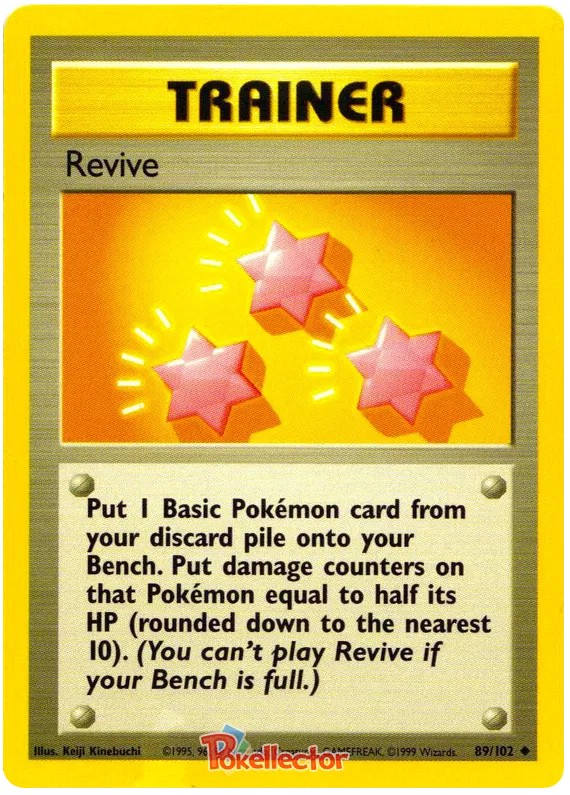 TRAINER
Revive
Put 1 Basic Pokémon card from
your discard pile onto your
Bench. Put damage counters on
that Pokémon equal to half its
HP (rounded down to the nearest
10). (You can't play Revive if
your Bench is full.)
Illus. Keiji Kinebuchi ©1995, 96 GAMEFREAK, ©1999 Wizards. 89/102
Pokellector